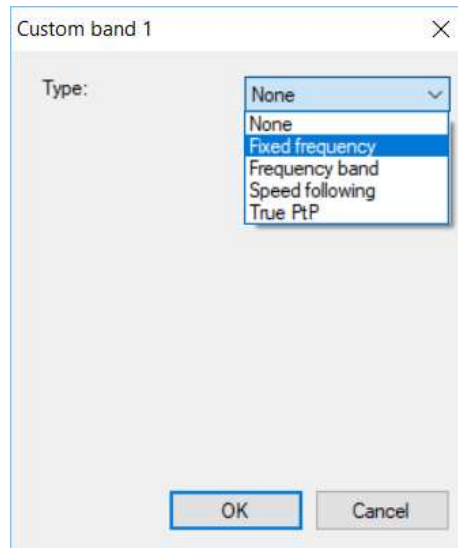 Custom band 1
Type:
None
None
Fixed frequency
Frequency band
Speed following
True PtP
OK
Cancel